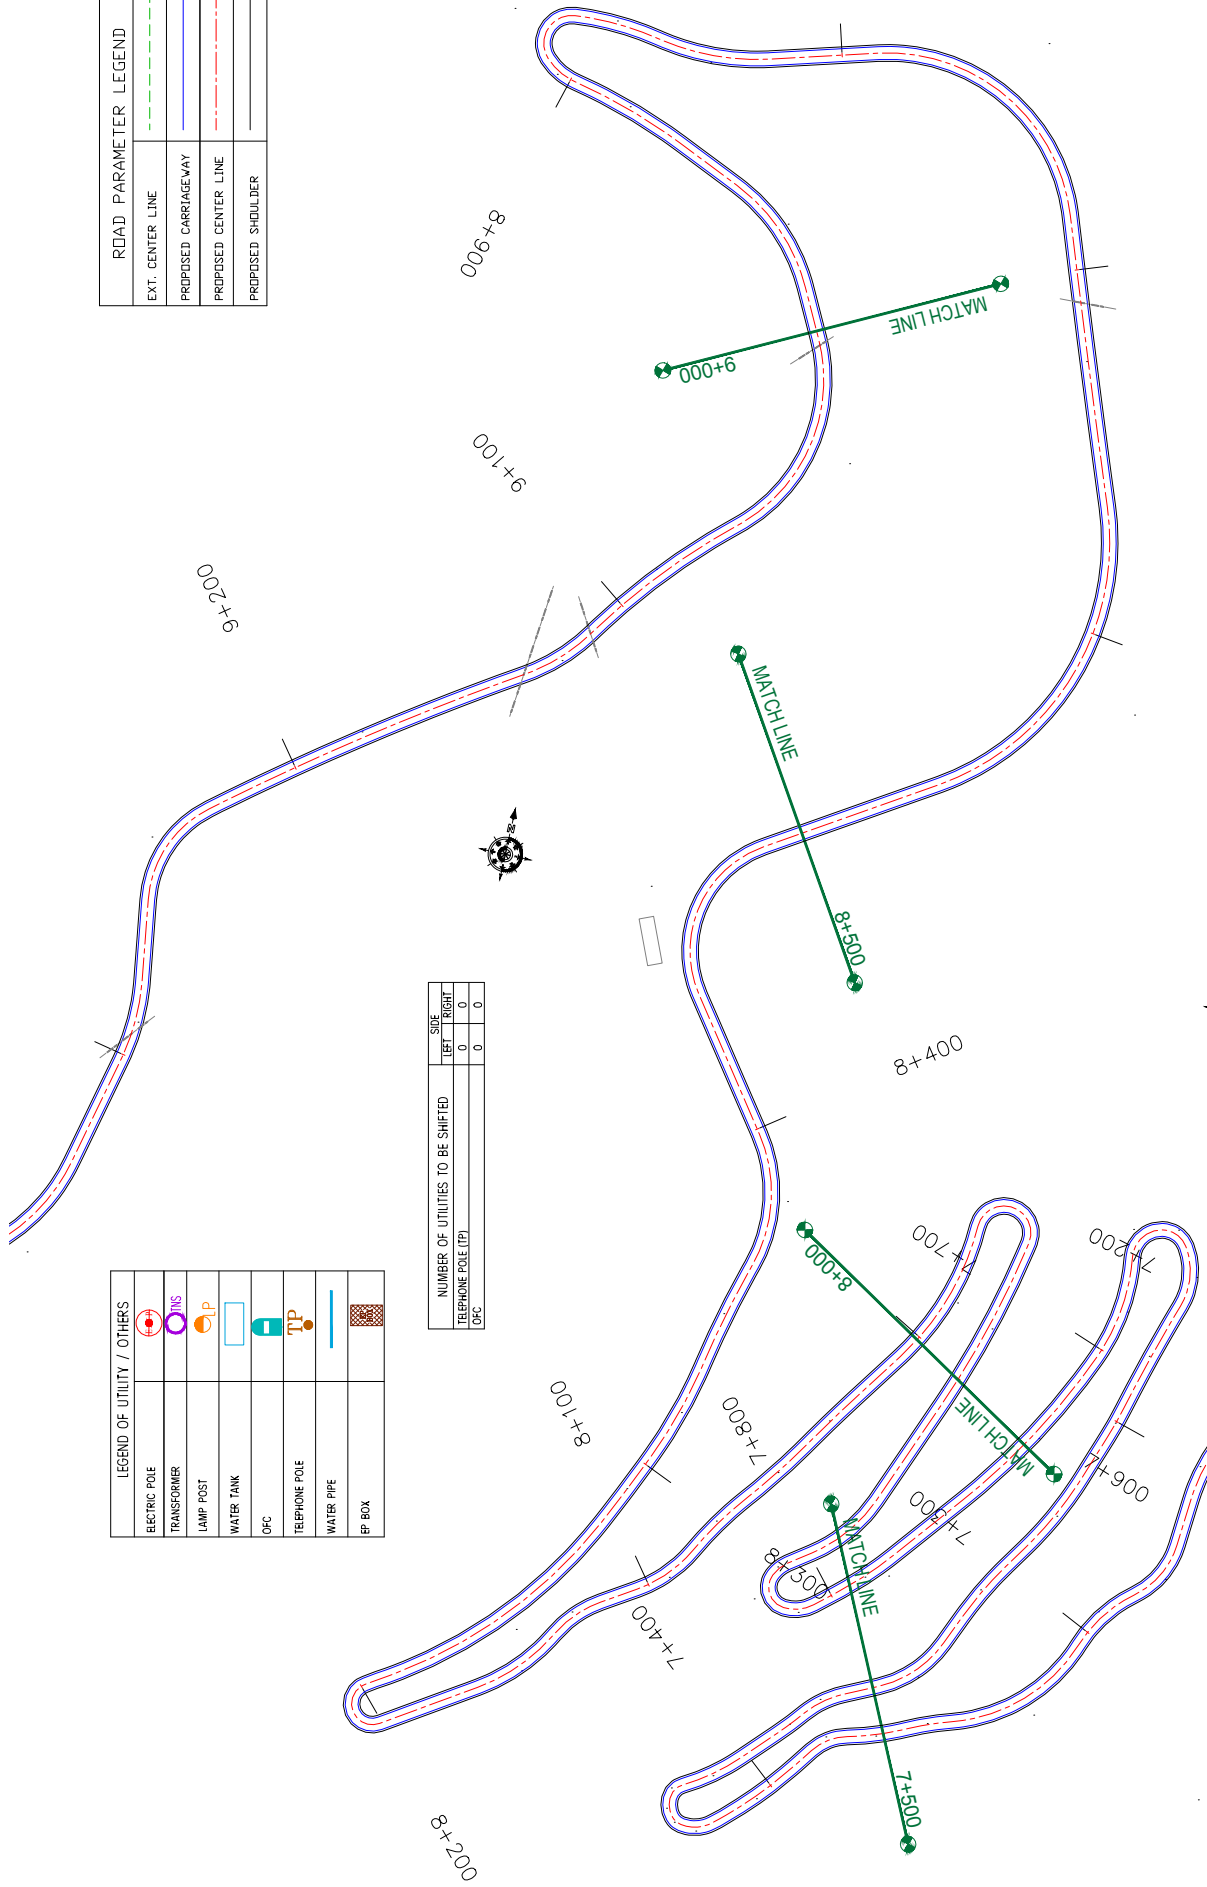 ROAD PARAMETER LEGEND
EXT. CENTER LINE
PROPOSED CARRIAGEWAY
PROPOSED CENTER LINE
PROPOSED SHOULDER
8+900
MATCH LINE
9+000
9+100
9+200
MATCH LINE
8+500
N
8+400
NUMBER OF UTILITIES TO BE SHIFTED
SIDE
LEFT
RIGHT
TELEPHONE POLE (TP)
0
0
OFC
0
0
LEGEND OF UTILITY / OTHERS
ELECTRIC POLE
TRANSFORMER
TNS
LAMP POST
LP
WATER TANK
OFC
TELEPHONE POLE
TP
WATER PIPE
EP BOX
EP BOX
7+700
7+200
8+000
MATCH LINE
8+100
7+800
7+900
7+300
8+300
MATCH LINE
7+400
7+500
8+200